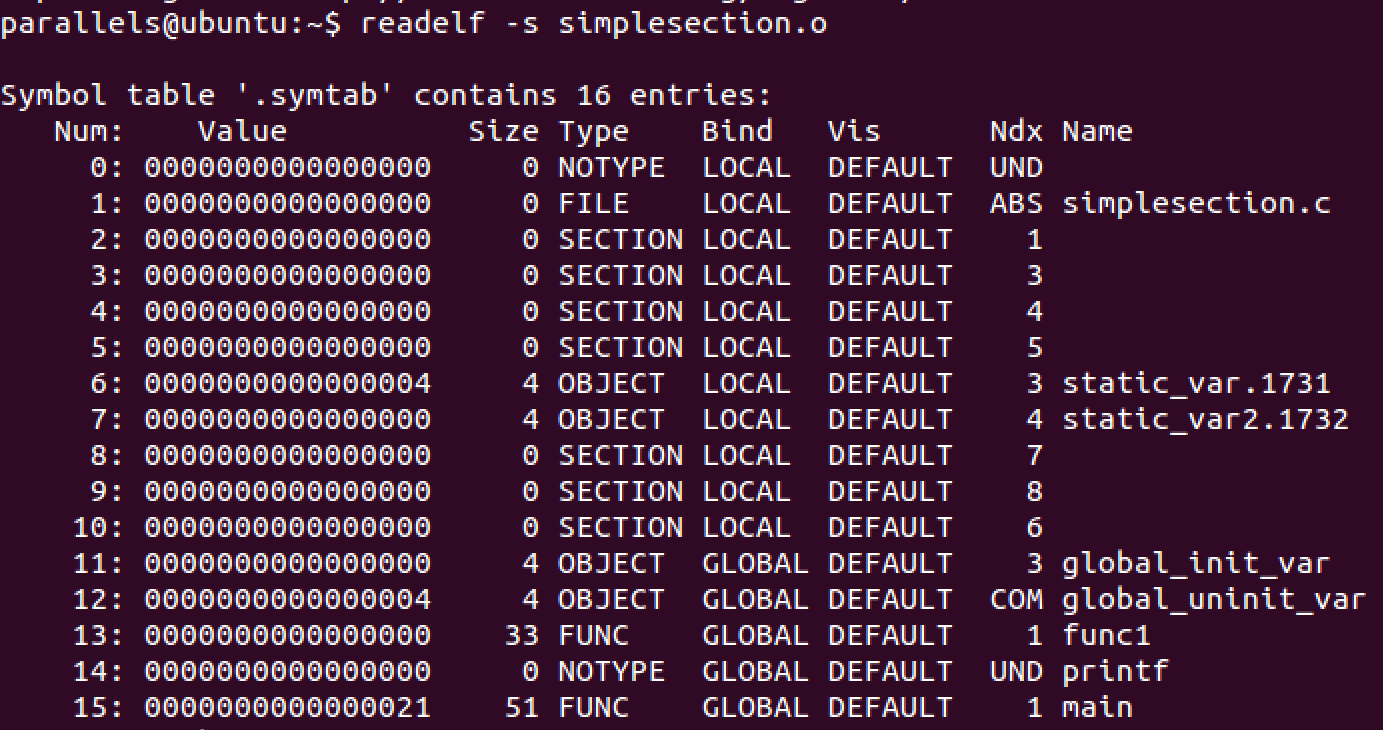 parallels@ubuntu:~$ readelf -s simplesection.o
Symbol table '.symtab' contains 16 entries:
   Num:    Value          Size Type    Bind   Vis      Ndx Name
     0: 0000000000000000     0 NOTYPE  LOCAL  DEFAULT  UND
     1: 0000000000000000     0 FILE    LOCAL  DEFAULT  ABS simplesection.c
     2: 0000000000000000     0 SECTION LOCAL  DEFAULT    1
     3: 0000000000000000     0 SECTION LOCAL  DEFAULT    3
     4: 0000000000000000     0 SECTION LOCAL  DEFAULT    4
     5: 0000000000000000     0 SECTION LOCAL  DEFAULT    5
     6: 0000000000000004     4 OBJECT  LOCAL  DEFAULT    3 static_var.1731
     7: 0000000000000000     4 OBJECT  LOCAL  DEFAULT    4 static_var2.1732
     8: 0000000000000000     0 SECTION LOCAL  DEFAULT    7
     9: 0000000000000000     0 SECTION LOCAL  DEFAULT    8
    10: 0000000000000000     0 SECTION LOCAL  DEFAULT    6
    11: 0000000000000000     4 OBJECT  GLOBAL DEFAULT    3 global_init_var
    12: 0000000000000004     4 OBJECT  GLOBAL DEFAULT  COM global_uninit_var
    13: 0000000000000000    33 FUNC    GLOBAL DEFAULT    1 func1
    14: 0000000000000000     0 NOTYPE  GLOBAL DEFAULT  UND printf
    15: 0000000000000021    51 FUNC    GLOBAL DEFAULT    1 main